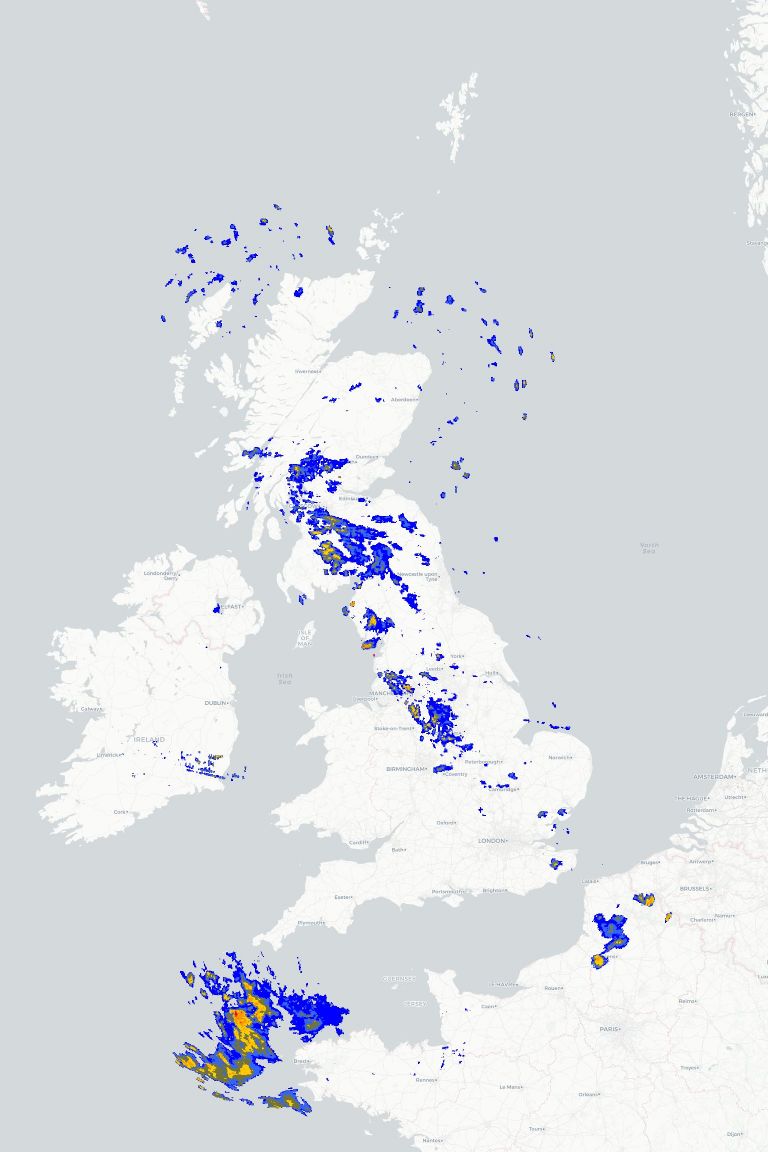 BERGEN
Stavanger
Inverness
Aberdeen
Dundee
Edinburgh
North
Sea
Londonderry/
Derry
BELFAST
Newcastle upon
Tyne
ISLE
OF
MAN
York
Leeds
Hull
Irish
Sea
MANCHE
Liverpool
DUBLIN
Galway
Stoke-on-Trent
IRELAND
Limerick
Norwich
Peterborough
BIRMINGHAM
Coventry
Cambridge
AMSTERDAM
NETH
THE HAGUE
Utrecht
Rotterdam
Cork
Oxford
LONDON
Cardiff
Bath
Bruges
Antwerp
Calais
BRUSSELS
Portsmouth
Brighton
Exeter
Namur
Charleroi
Plymouth
GUERNSEY
LE HAVRE
Rouen
JERSEY
Caen
Reims
PARIS
Brest
Troyes
Rennes
Le Mans
Orléans
Tours
Dijon
Nantes